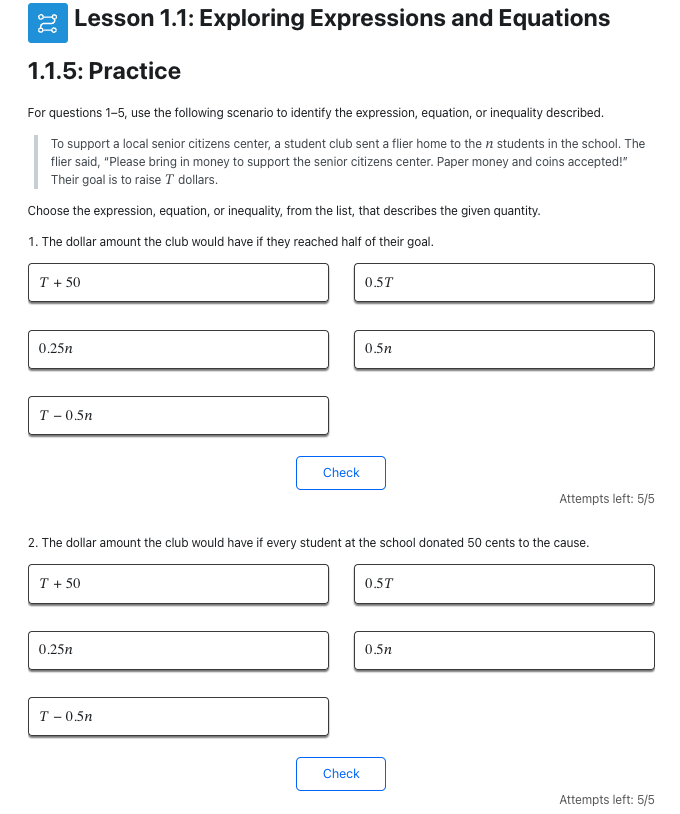 Lesson 1.1: Exploring Expressions and Equations
1.1.5: Practice
For questions 1–5, use the following scenario to identify the expression, equation, or inequality described.
To support a local senior citizens center, a student club sent a flier home to the n students in the school. The
flier said, “Please bring in money to support the senior citizens center. Paper money and coins accepted!”
Their goal is to raise T dollars.
Choose the expression, equation, or inequality, from the list, that describes the given quantity.
1. The dollar amount the club would have if they reached half of their goal.
T + 50
0.5T
0.25n
0.5n
T − 0.5n
Check
Attempts left: 5/5
2. The dollar amount the club would have if every student at the school donated 50 cents to the cause.
T + 50
0.5T
0.25n
0.5n
T − 0.5n
Check
Attempts left: 5/5